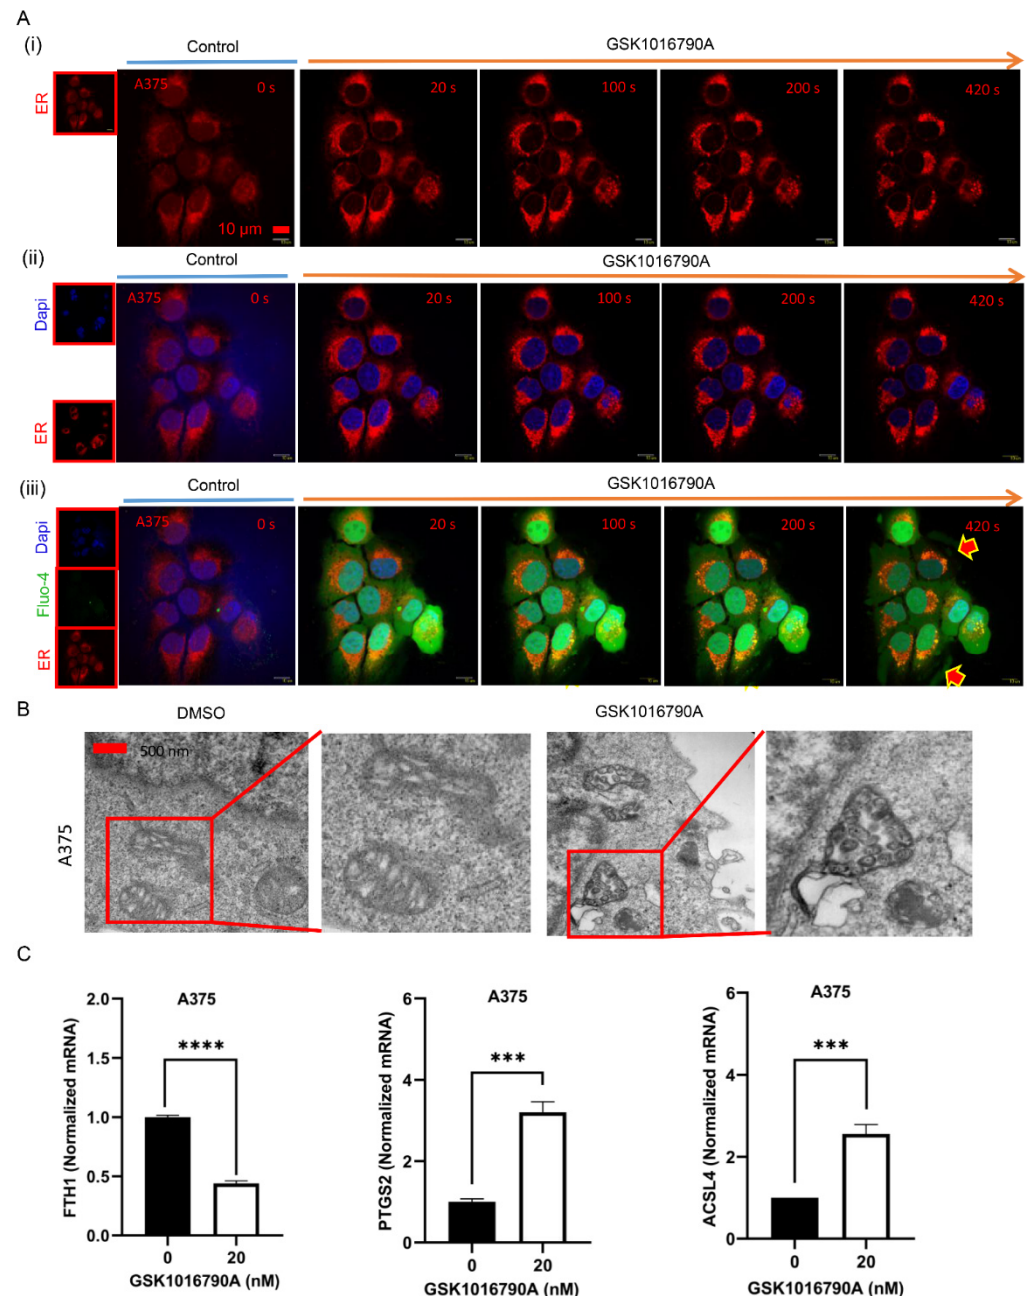 A
(i)
Control
GSK1016790A
ER
A375
0 s
20 s
100 s
200 s
420 s
10 µm
(ii)
Control
GSK1016790A
Dapi
ER
A375
0 s
20 s
100 s
200 s
420 s
(iii)
Control
GSK1016790A
Dapi
Fluo-4
ER
A375
0 s
20 s
100 s
200 s
420 s
B
DMSO
GSK1016790A
500 nm
A375
C
A375
FTH1 (Normalized mRNA)
2.0
1.5
1.0
0.5
0.0
****
0
20
GSK1016790A (nM)
A375
PTGS2 (Normalized mRNA)
6
4
2
0
***
0
20
GSK1016790A (nM)
A375
ACSL4 (Normalized mRNA)
6
4
2
0
***
0
20
GSK1016790A (nM)